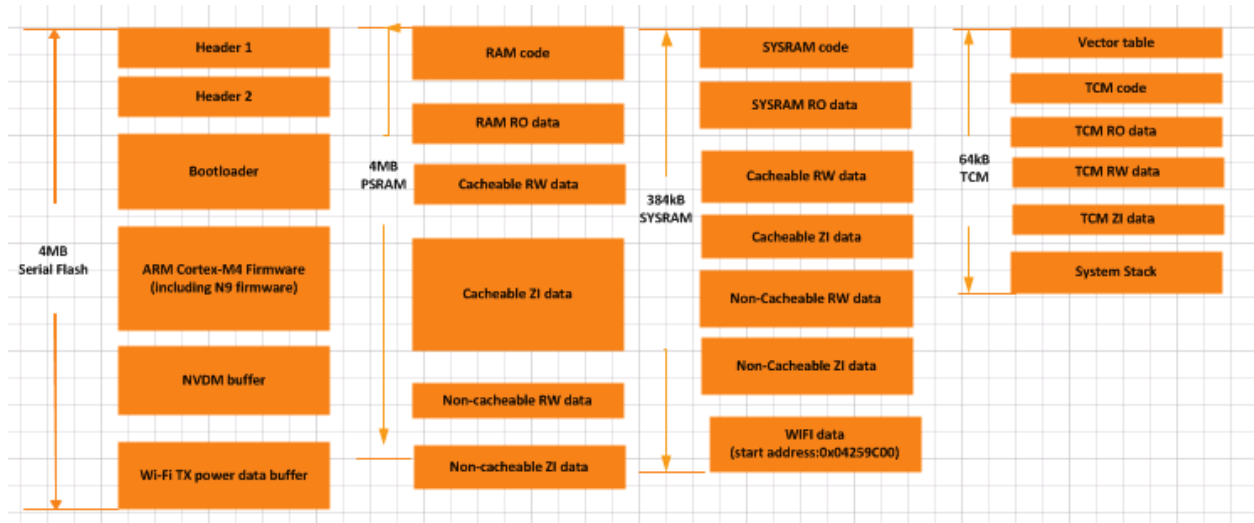 4MB
Serial Flash
Header 1
Header 2
Bootloader
ARM Cortex-M4 Firmware
(including N9 firmware)
NVDM buffer
Wi-Fi TX power data buffer
4MB
PSRAM
RAM code
RAM RO data
Cacheable RW data
Cacheable ZI data
Non-cacheable RW data
Non-cacheable ZI data
384kB
SYSRAM
SYSRAM code
SYSRAM RO data
Cacheable RW data
Cacheable ZI data
Non-Cacheable RW data
Non-Cacheable ZI data
WIFI data
(start address:0x04259C00)
64kB
TCM
Vector table
TCM code
TCM RO data
TCM RW data
TCM ZI data
System Stack